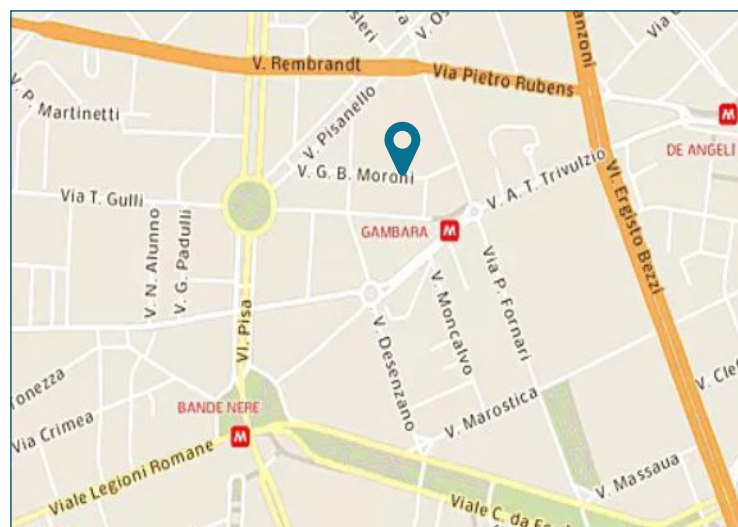 V. Rembrandt
Via Pietro Rubens
V. P. Martinetti
V. Pisanello
M
DE ANGELI
V. G. B. Moroni
V. A. T. Trivulzio
Via T. Gulli
GAMBARA
M
V. N. Alunno
V. G. Padulli
Vl. Ergisto Bezzi
Via P. Fornari
V. Moncalvo
Vl. Pisa
V. Desenzano
BANDE NERE
M
V. Marostica
Via Crimea
Viale Legioni Romane
V. Massaua